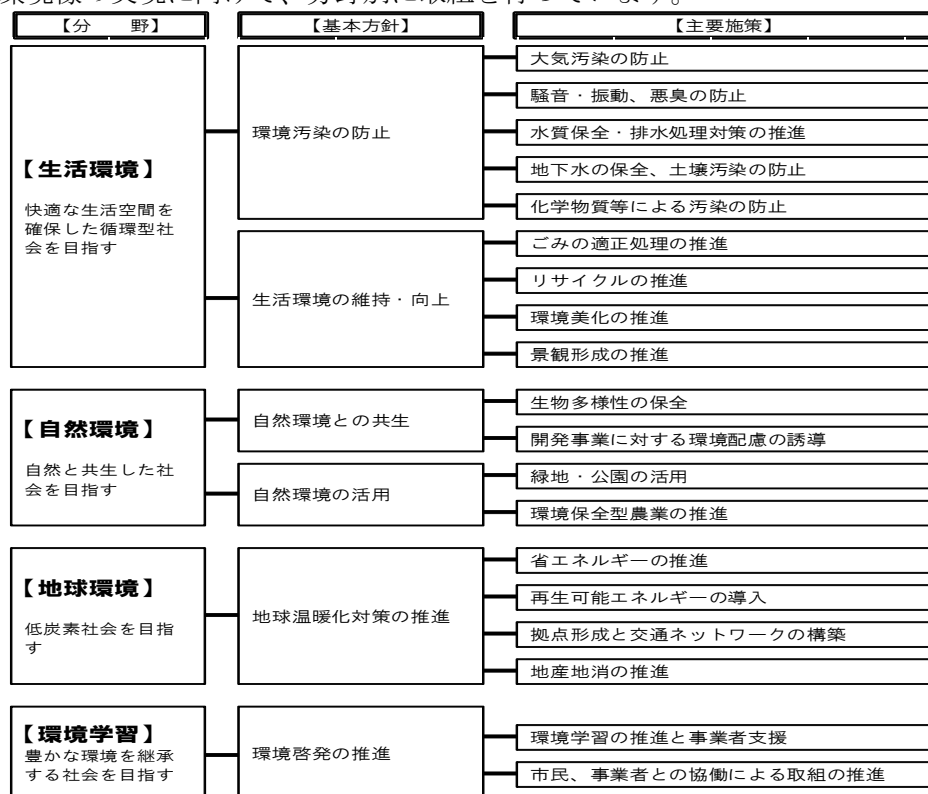 【分　野】
【基本方針】
【主要施策】
【生活環境】
快適な生活空間を
確保した循環型社
会を目指す
環境汚染の防止
大気汚染の防止
騒音・振動、悪臭の防止
水質保全・排水処理対策の推進
地下水の保全、土壌汚染の防止
化学物質等による汚染の防止
生活環境の維持・向上
ごみの適正処理の推進
リサイクルの推進
環境美化の推進
景観形成の推進
【自然環境】
自然と共生した社
会を目指す
自然環境との共生
生物多様性の保全
開発事業に対する環境配慮の誘導
自然環境の活用
緑地・公園の活用
環境保全型農業の推進
【地球環境】
低炭素社会を目指
す
地球温暖化対策の推進
省エネルギーの推進
再生可能エネルギーの導入
拠点形成と交通ネットワークの構築
地産地消の推進
【環境学習】
豊かな環境を継承
する社会を目指す
環境啓発の推進
環境学習の推進と事業者支援
市民、事業者との協働による取組の推進